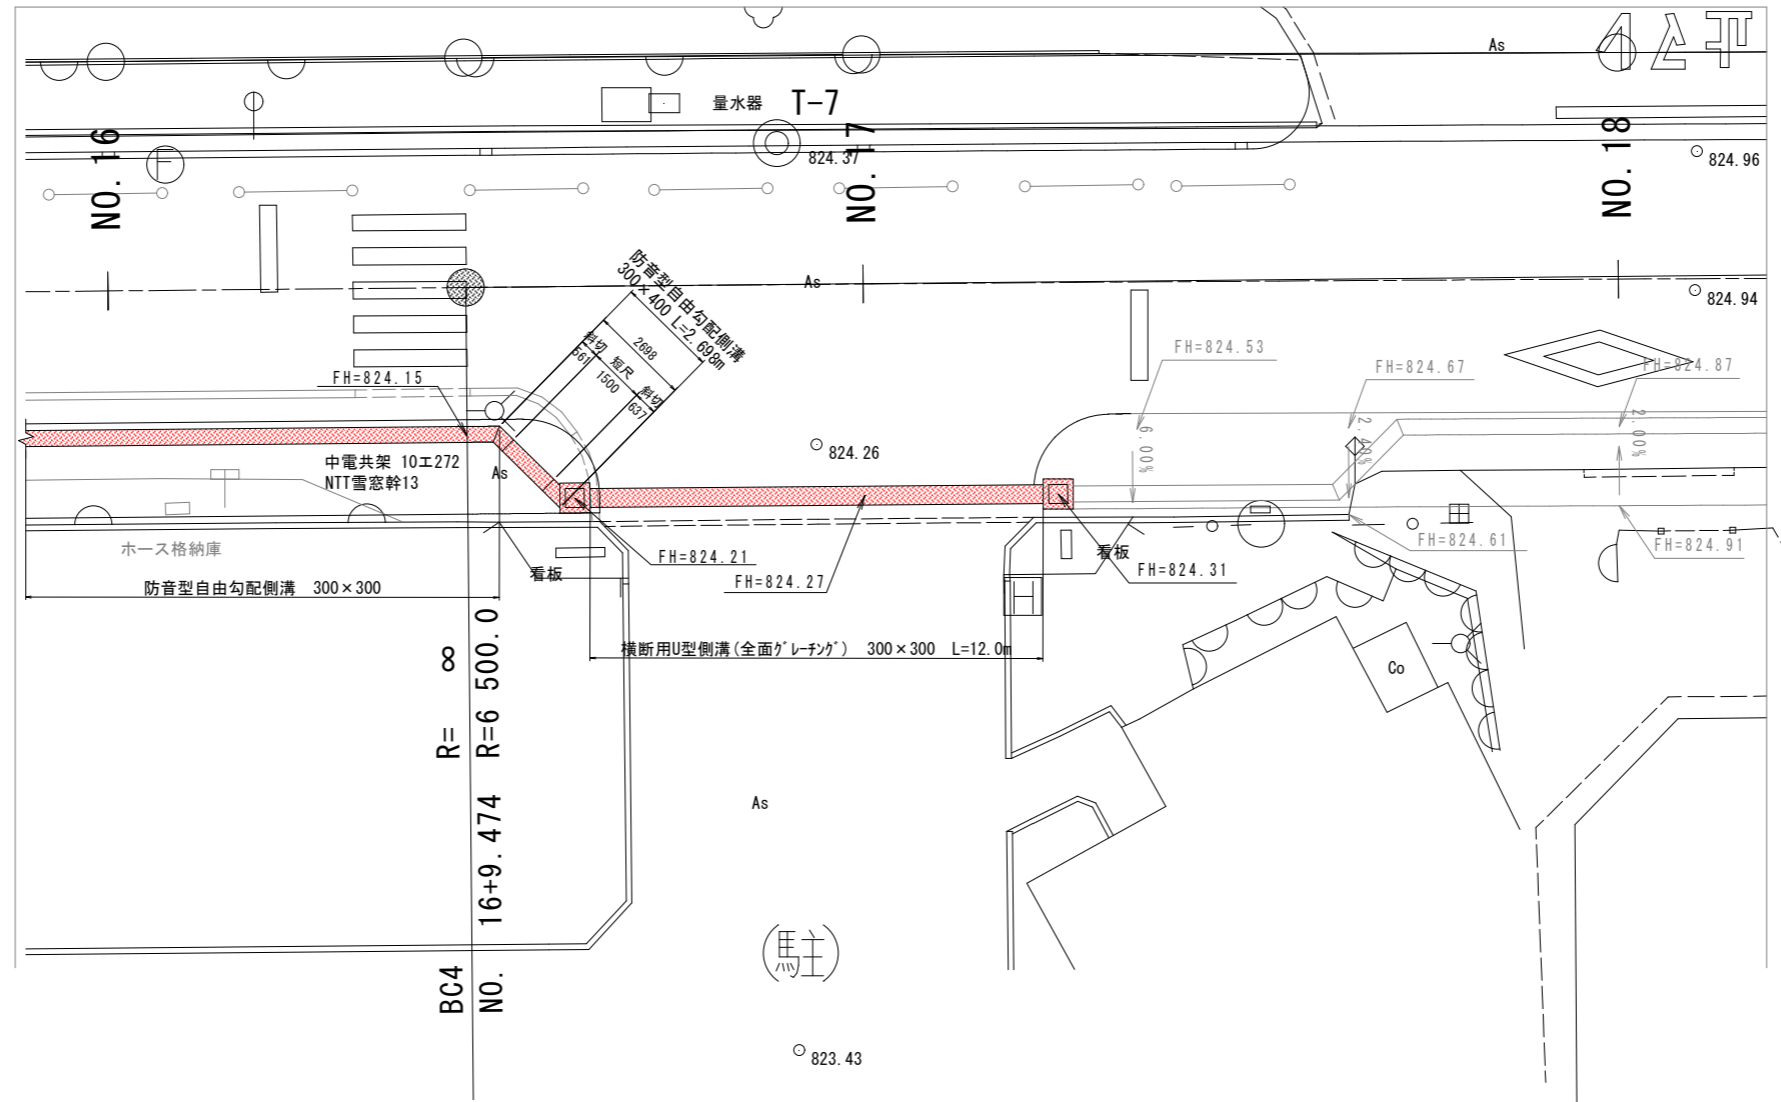 As
量水器
T-7
824.37
NO. 16
NO. 17
NO. 18
824.96
824.94
As
防音型自由勾配側溝
300×400 L=2.698m
2698
斜切
短尺
斜切
561
1500
637
FH=824.15
FH=824.53
FH=824.67
FH=824.87
6.00%
2.00%
824.26
中電共架 10エ272
NTT雪窓幹13
As
ホース格納庫
看板
看板
FH=824.21
FH=824.27
FH=824.31
FH=824.61
FH=824.91
防音型自由勾配側溝 300×300
横断用U型側溝(全面グレーチング) 300×300 L=12.0m
Co
R= ∞
R=6 500.0
As
BC4
NO. 16+9.474
(駐)
823.43